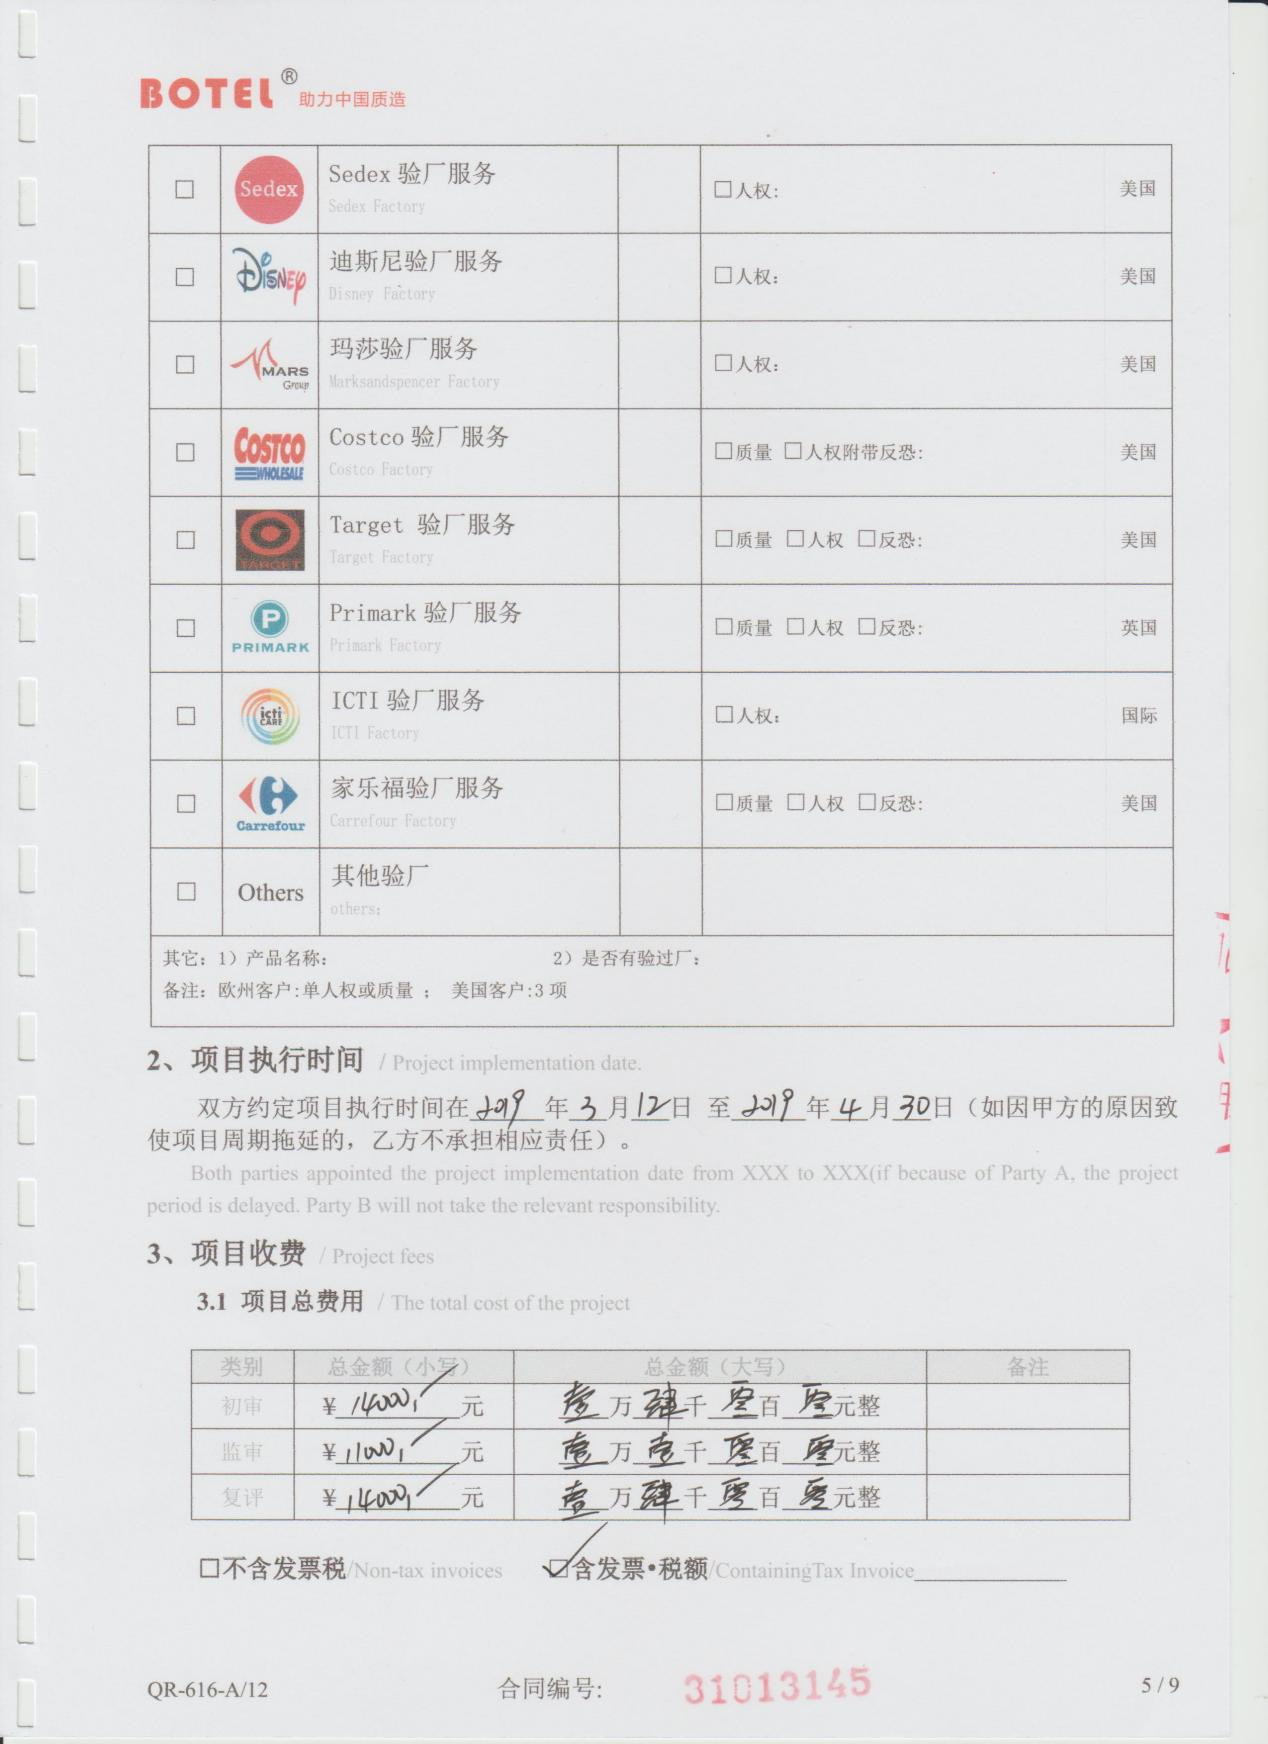 BOTEL® 助力中国质造
□ Sedex Sedex 验厂服务 □人权: 美国
Sedex Factory
□ Disney 迪斯尼验厂服务 □人权: 美国
Disney Factory
□ MARS Group 玛莎验厂服务 □人权: 美国
Marksandspencer Factory
□ COSTCO WHOLESALE Costco 验厂服务 □质量 □人权附带反恐: 美国
Costco Factory
□ TARGET Target 验厂服务 □质量 □人权 □反恐: 美国
Target Factory
□ P PRIMARK Primark 验厂服务 □质量 □人权 □反恐: 英国
Primark Factory
□ icti CARE ICTI 验厂服务 □人权: 国际
ICTI Factory
□ Carrefour 家乐福验厂服务 □质量 □人权 □反恐: 美国
Carrefour Factory
□ Others 其他验厂
others:
其它: 1) 产品名称: 2) 是否有验过厂:
备注: 欧州客户:单人权或质量 ; 美国客户:3 项
2、项目执行时间 / Project implementation date.
双方约定项目执行时间在 2019 年 3 月 12 日 至 2019 年 4 月 30 日（如因甲方的原因致
使项目周期拖延的，乙方不承担相应责任）。
Both parties appointed the project implementation date from XXX to XXX(if because of Party A, the project
period is delayed. Party B will not take the relevant responsibility.
3、项目收费 / Project fees
3.1 项目总费用 / The total cost of the project
类别 总金额（小写） 总金额（大写） 备注
初审 ¥ 14000, 元 壹 万 肆 千 零 百 零 元整
监审 ¥ 11000, 元 壹 万 壹 千 零 百 零 元整
复评 ¥ 14000, 元 壹 万 肆 千 零 百 零 元整
□不含发票税/Non-tax invoices ☑含发票•税额/ContainingTax Invoice
QR-616-A/12 合同编号: 31013145 5 / 9